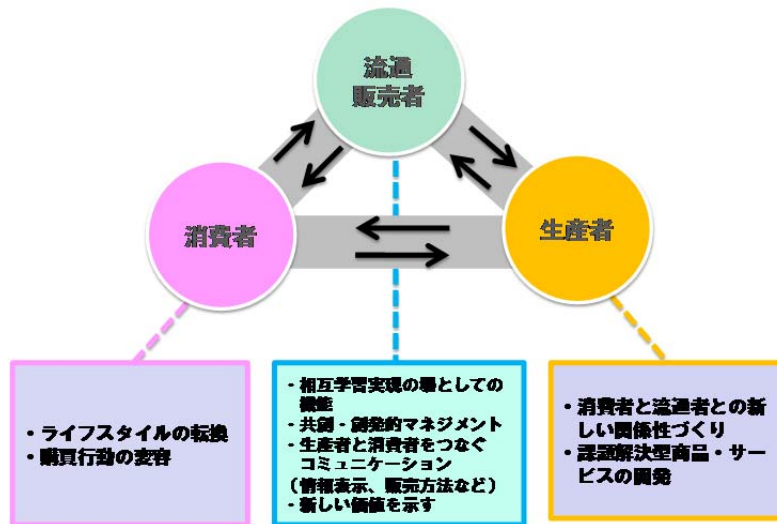 流通
販売者
消費者
生産者
・ライフスタイルの転換
・購買行動の変容
・相互学習実現の場としての
機能
・共創・創発的マネジメント
・生産者と消費者をつなぐ
コミュニケーション
（情報表示、販売方法など）
・新しい価値を示す
・消費者と流通者との新
しい関係性づくり
・課題解決型商品・サー
ビスの開発